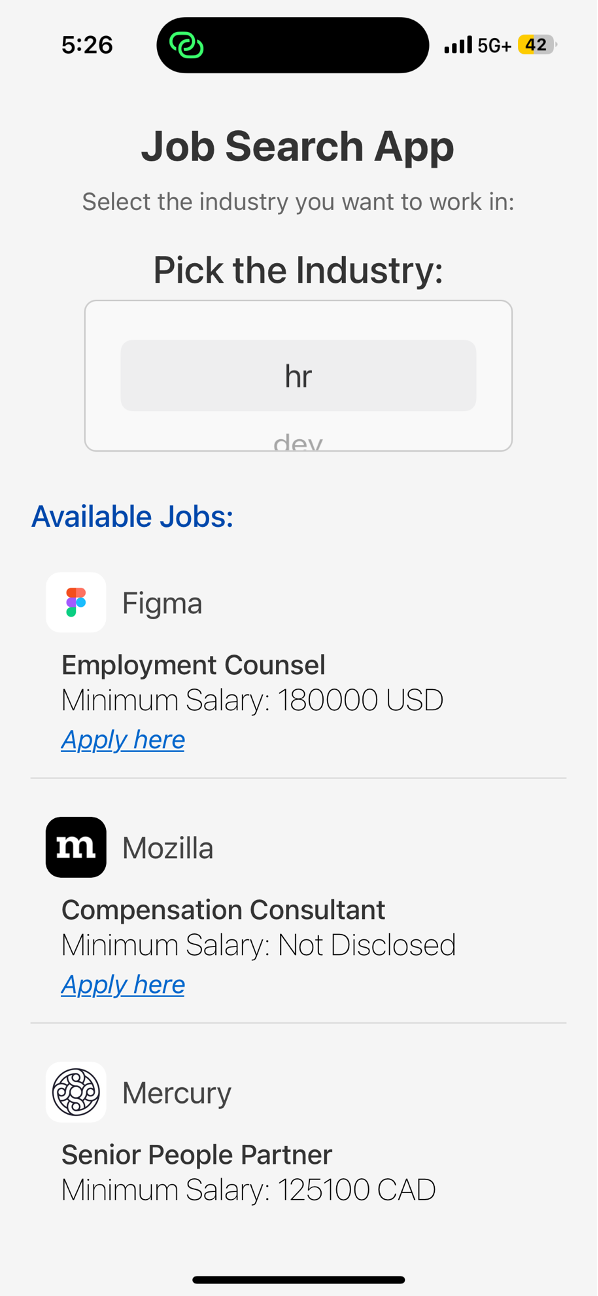 5:26
5G+ 42
Job Search App
Select the industry you want to work in:
Pick the Industry:
hr
dev
Available Jobs:
Figma
Employment Counsel
Minimum Salary: 180000 USD
Apply here
m
Mozilla
Compensation Consultant
Minimum Salary: Not Disclosed
Apply here
Mercury
Senior People Partner
Minimum Salary: 125100 CAD